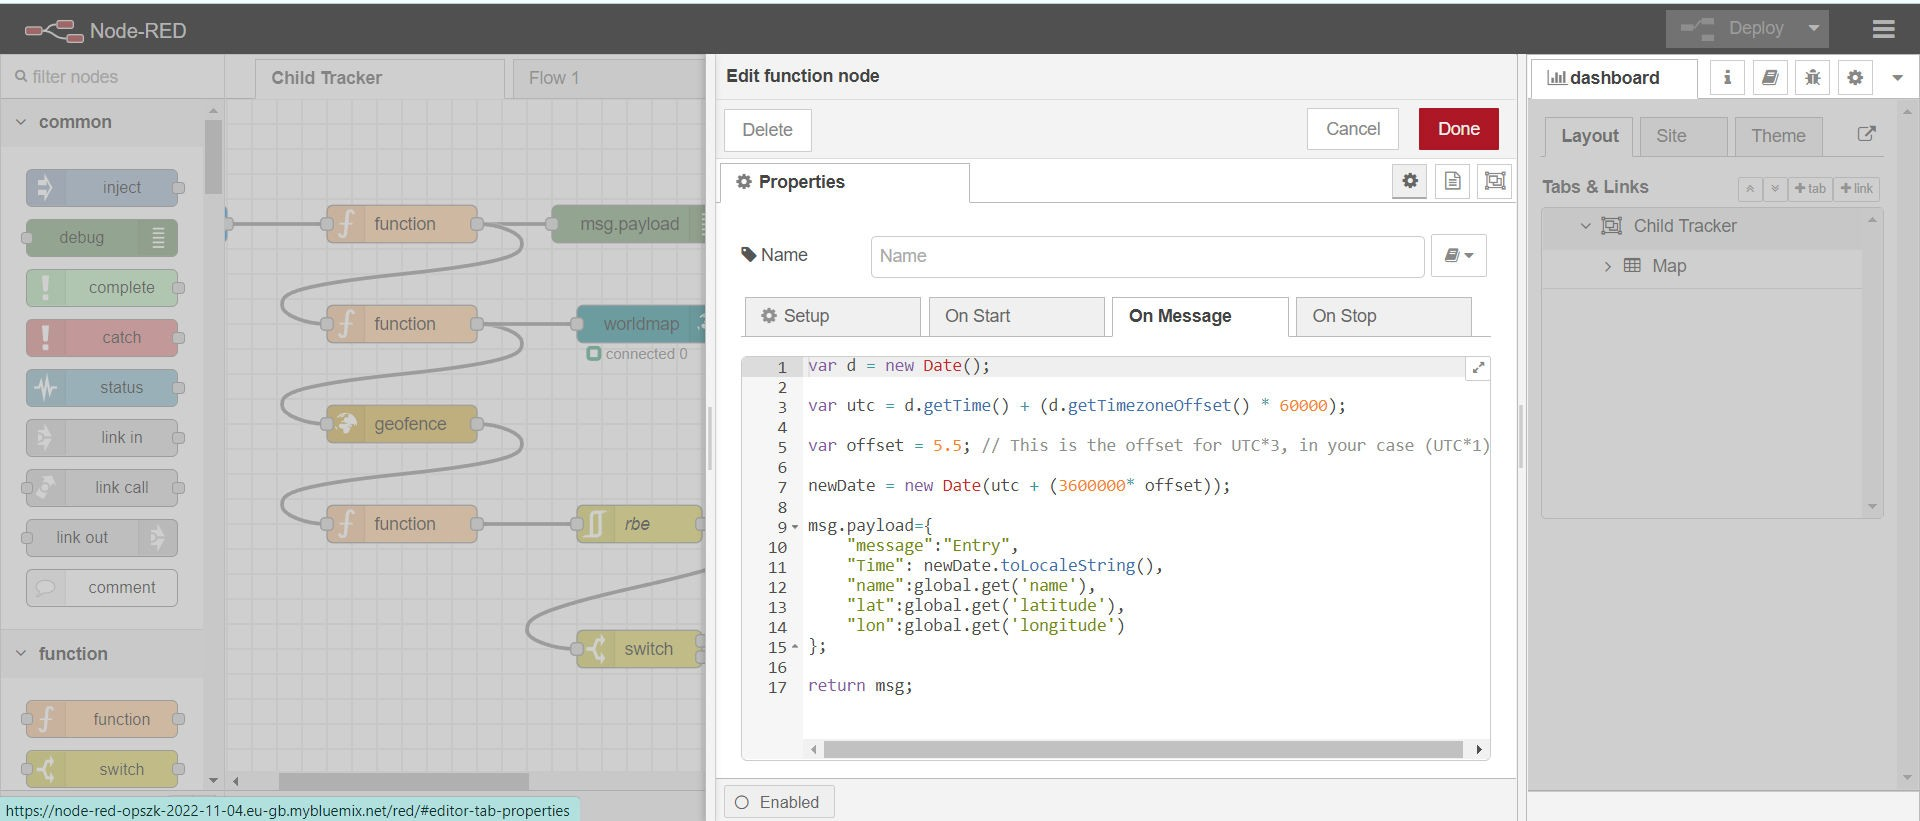 Node-RED
Deploy
filter nodes
Child Tracker
Flow 1
Edit function node
dashboard
Delete
Cancel
Done
common
Layout
Site
Theme
Properties
Tabs & Links
tab
link
inject
function
msg.payload
Child Tracker
debug
Name
Name
Map
complete
Setup
On Start
On Message
On Stop
catch
function
worldmap
connected 0
status
1 var d = new Date();
2
3 var utc = d.getTime() + (d.getTimezoneOffset() * 60000);
4
5 var offset = 5.5; // This is the offset for UTC*3, in your case (UTC*1)
6
7 newDate = new Date(utc + (3600000* offset));
8
9 msg.payload={
10 "message":"Entry",
11 "Time": newDate.toLocaleString(),
12 "name":global.get('name'),
13 "lat":global.get('latitude'),
14 "lon":global.get('longitude')
15 };
16
17 return msg;
link in
geofence
link call
function
rbe
link out
comment
switch
function
function
switch
Enabled
https://node-red-opszk-2022-11-04.eu-gb.mybluemix.net/red/#editor-tab-properties